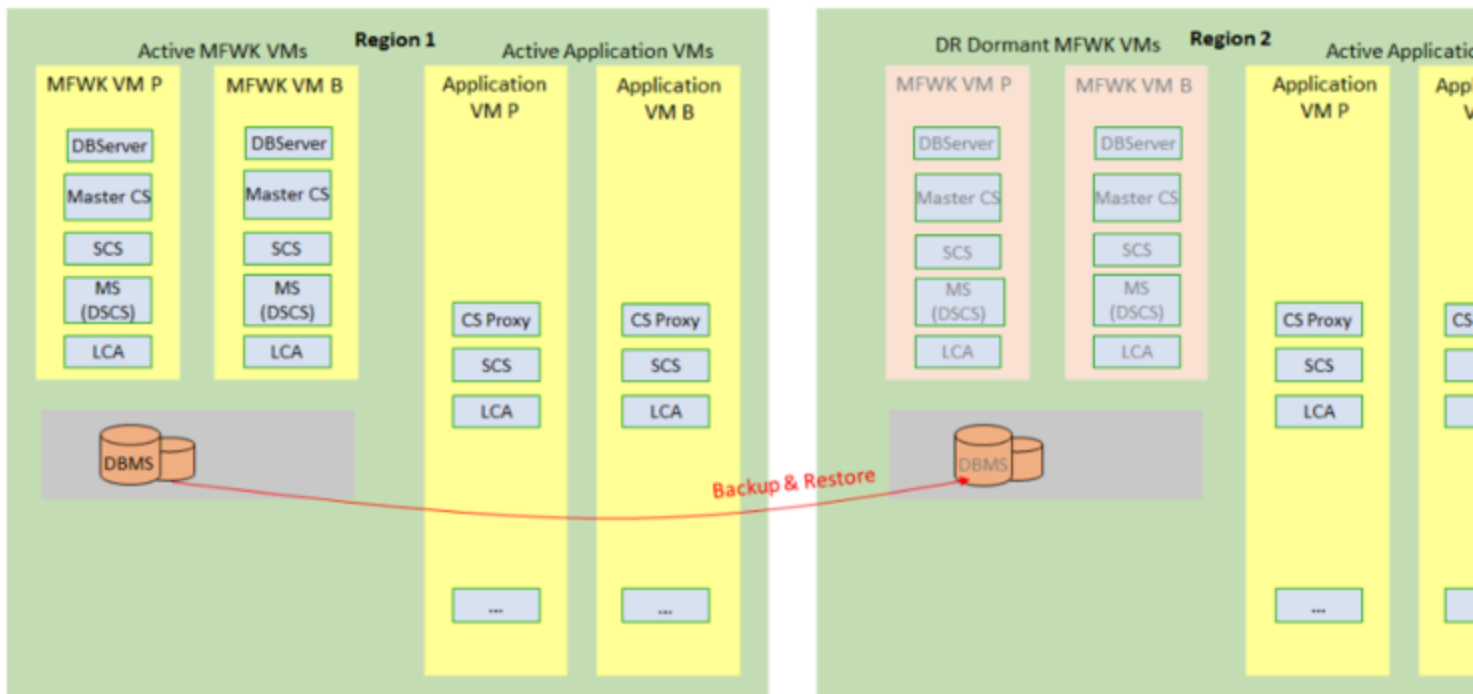 Region 1
Active MFWK VMs
Active Application VMs
MFWK VM P
DBServer
Master CS
SCS
MS
(DSCS)
LCA
MFWK VM B
DBServer
Master CS
SCS
MS
(DSCS)
LCA
DBMS
Application
VM P
CS Proxy
SCS
LCA
...
Application
VM B
CS Proxy
SCS
LCA
...
Backup & Restore
Region 2
DR Dormant MFWK VMs
Active
MFWK VM P
DBServer
Master CS
SCS
MS
(DSCS)
LCA
MFWK VM B
DBServer
Master CS
SCS
MS
(DSCS)
LCA
DBMS
Application
VM P
CS Proxy
SCS
LCA
...
CS